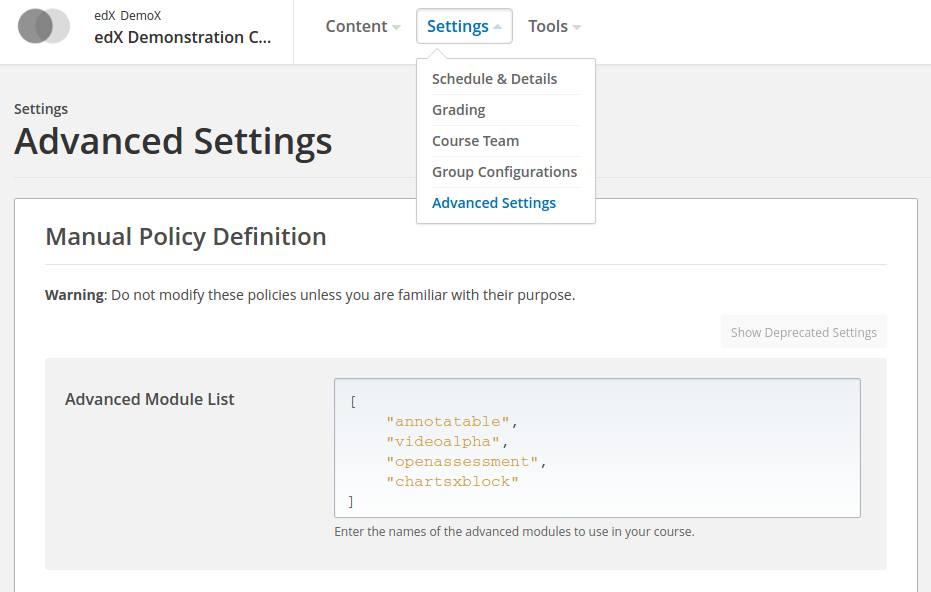 edX DemoX
edX Demonstration C...
Content
Settings
Tools
Schedule & Details
Grading
Course Team
Group Configurations
Advanced Settings
Settings
Advanced Settings
Manual Policy Definition
Warning: Do not modify these policies unless you are familiar with their purpose.
Show Deprecated Settings
Advanced Module List
[
"annotatable",
"videoalpha",
"openassessment",
"chartsxblock"
]
Enter the names of the advanced modules to use in your course.